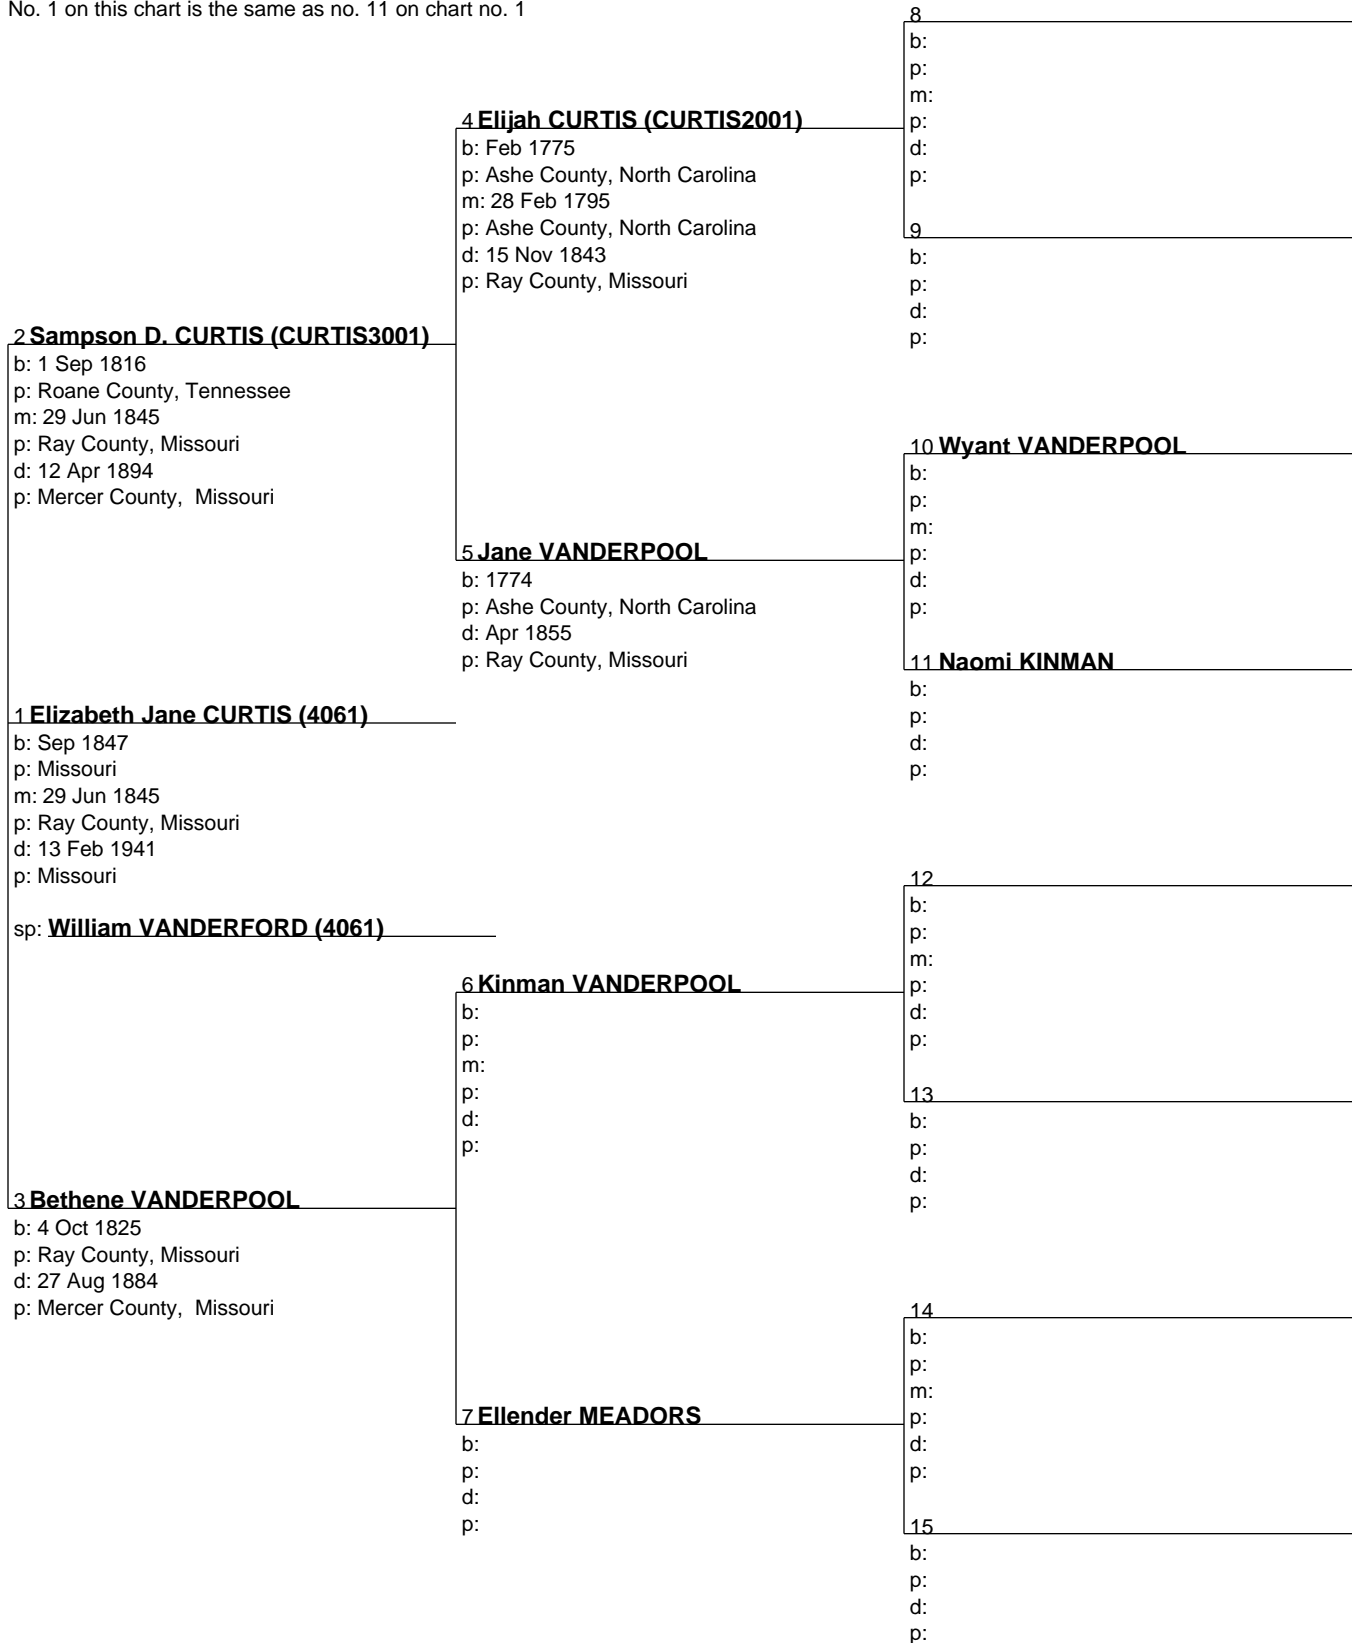 No. 1 on this chart is the same as no. 11 on chart no. 1
8
b:
p:
m:
p:
d:
p:
4 Elijah CURTIS (CURTIS2001)
b: Feb 1775
p: Ashe County, North Carolina
m: 28 Feb 1795
p: Ashe County, North Carolina
d: 15 Nov 1843
p: Ray County, Missouri
9
b:
p:
d:
p:
2 Sampson D. CURTIS (CURTIS3001)
b: 1 Sep 1816
p: Roane County, Tennessee
m: 29 Jun 1845
p: Ray County, Missouri
d: 12 Apr 1894
p: Mercer County, Missouri
10 Wyant VANDERPOOL
b:
p:
m:
p:
d:
p:
5 Jane VANDERPOOL
b: 1774
p: Ashe County, North Carolina
d: Apr 1855
p: Ray County, Missouri
11 Naomi KINMAN
b:
p:
d:
p:
1 Elizabeth Jane CURTIS (4061)
b: Sep 1847
p: Missouri
m: 29 Jun 1845
p: Ray County, Missouri
d: 13 Feb 1941
p: Missouri
sp: William VANDERFORD (4061)
12
b:
p:
m:
p:
d:
p:
6 Kinman VANDERPOOL
b:
p:
m:
p:
d:
p:
13
b:
p:
d:
p:
3 Bethene VANDERPOOL
b: 4 Oct 1825
p: Ray County, Missouri
d: 27 Aug 1884
p: Mercer County, Missouri
14
b:
p:
m:
p:
d:
p:
7 Ellender MEADORS
b:
p:
d:
p:
15
b:
p:
d:
p: